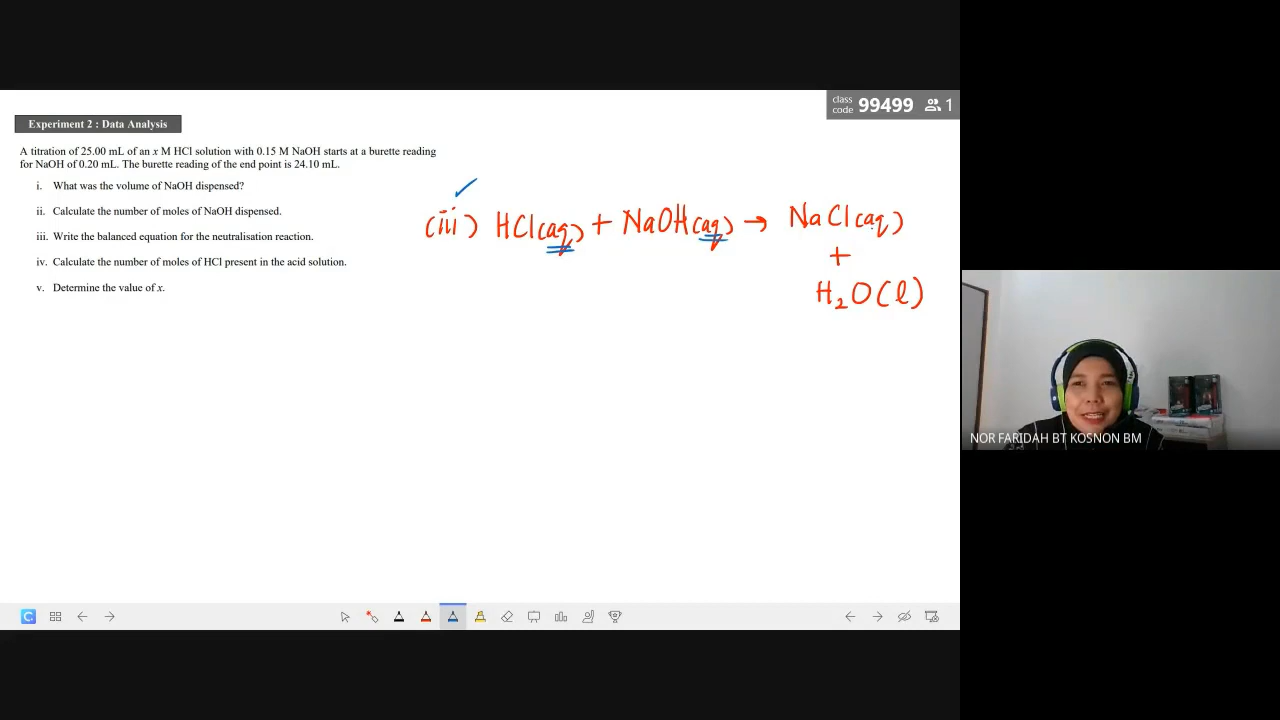 class
code 99499 1
Experiment 2 : Data Analysis
A titration of 25.00 mL of an x M HCl solution with 0.15 M NaOH starts at a burette reading
for NaOH of 0.20 mL. The burette reading of the end point is 24.10 mL.
i. What was the volume of NaOH dispensed?
ii. Calculate the number of moles of NaOH dispensed.
iii. Write the balanced equation for the neutralisation reaction.
iv. Calculate the number of moles of HCl present in the acid solution.
v. Determine the value of x.
(iii) HCl(aq) + NaOH(aq) → NaCl(aq)
+
H₂O(l)
NOR FARIDAH BT KOSNON BM
C